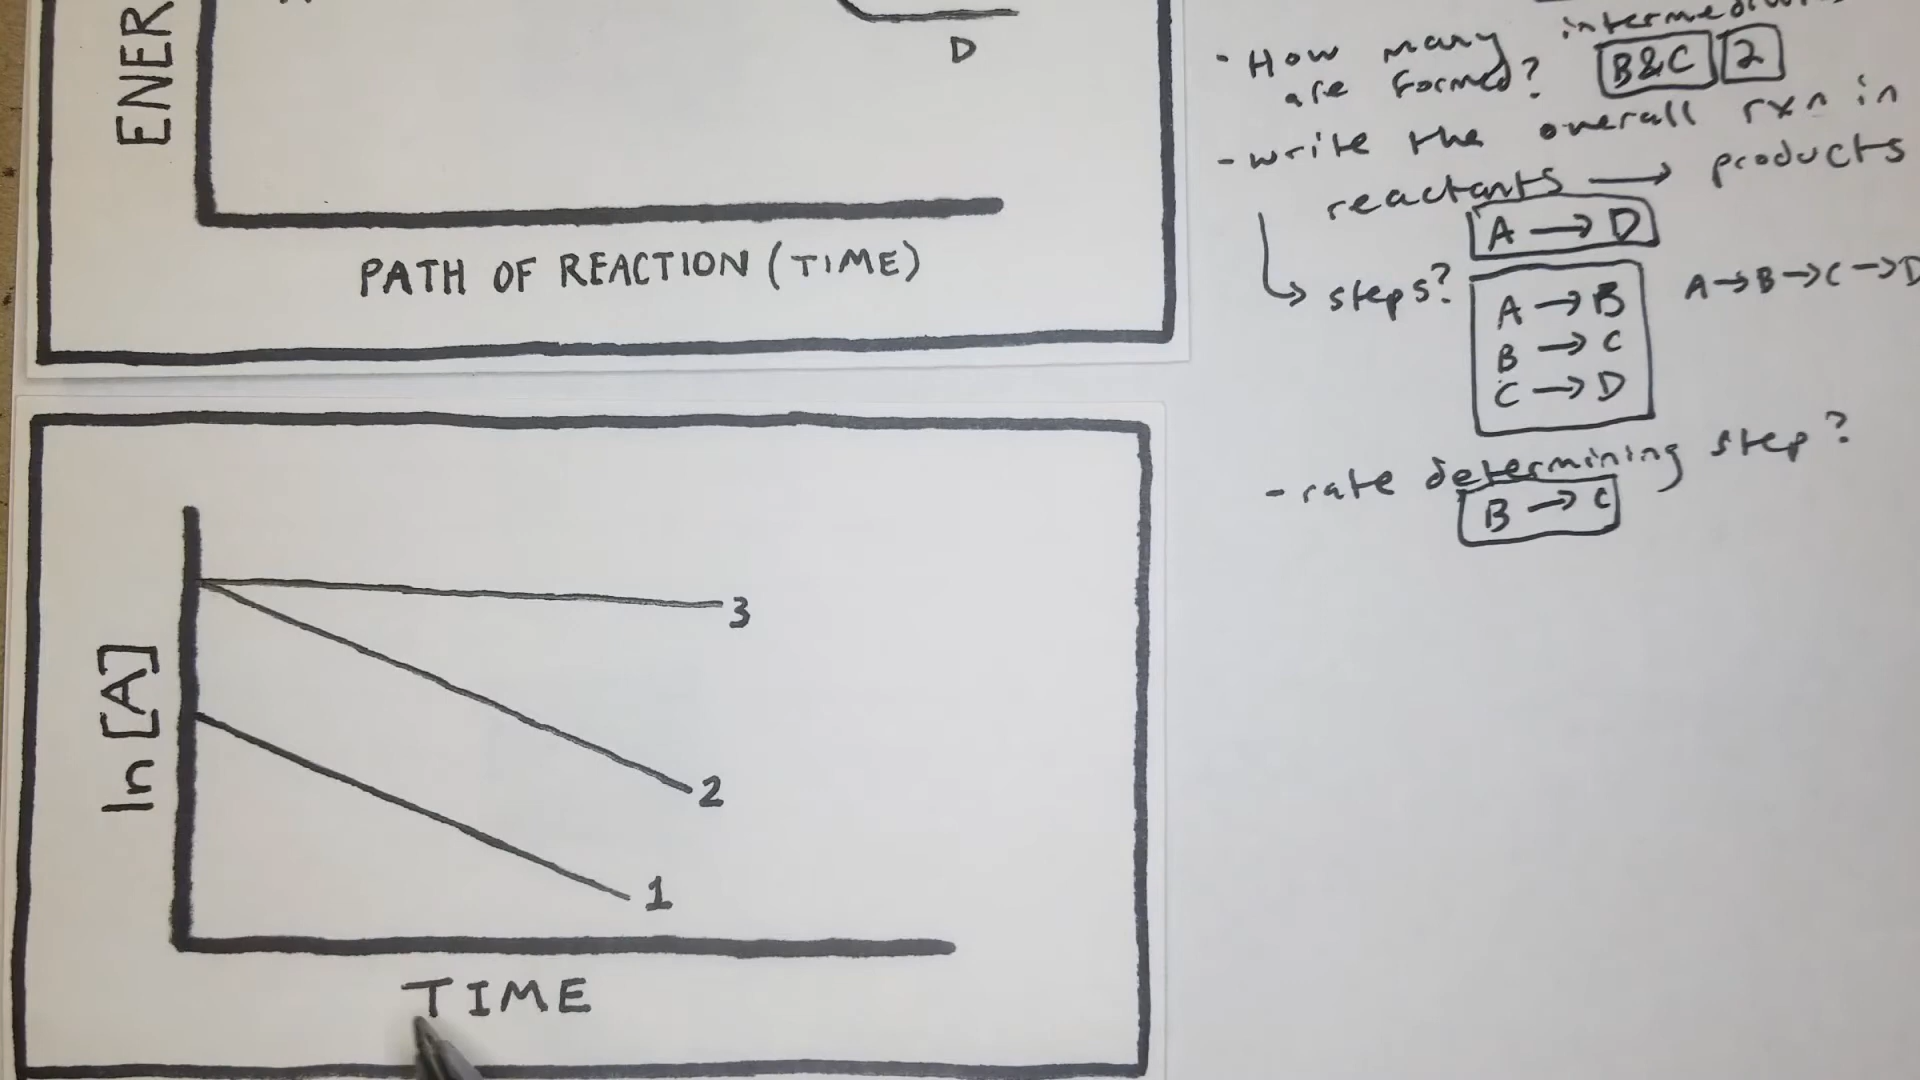 ENER
D
PATH OF REACTION (TIME)
ln [A]
3
2
1
TIME
- How many
are formed? B&C 2
- write the overall rxn in
reactants → products
A → D
steps? A → B A→B→C→D
B → C
C → D
- rate determining step?
B → C